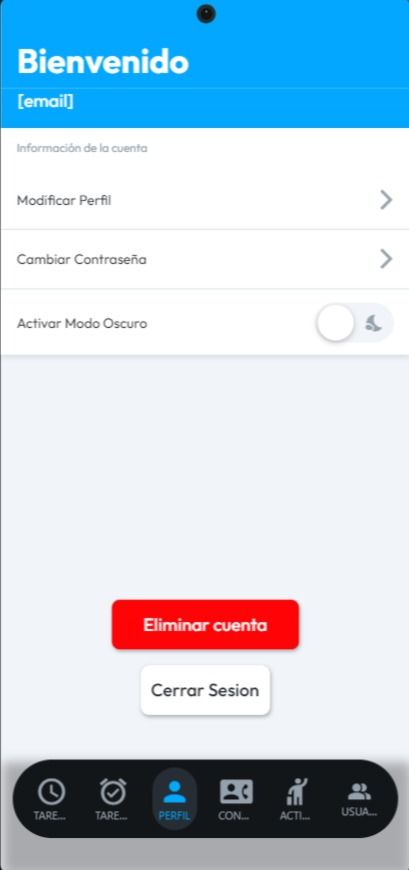 Bienvenido
[email]
Información de la cuenta
Modificar Perfil
Cambiar Contraseña
Activar Modo Oscuro
Eliminar cuenta
Cerrar Sesion
TARE... TARE... PERFIL CON... ACTI... USUA...